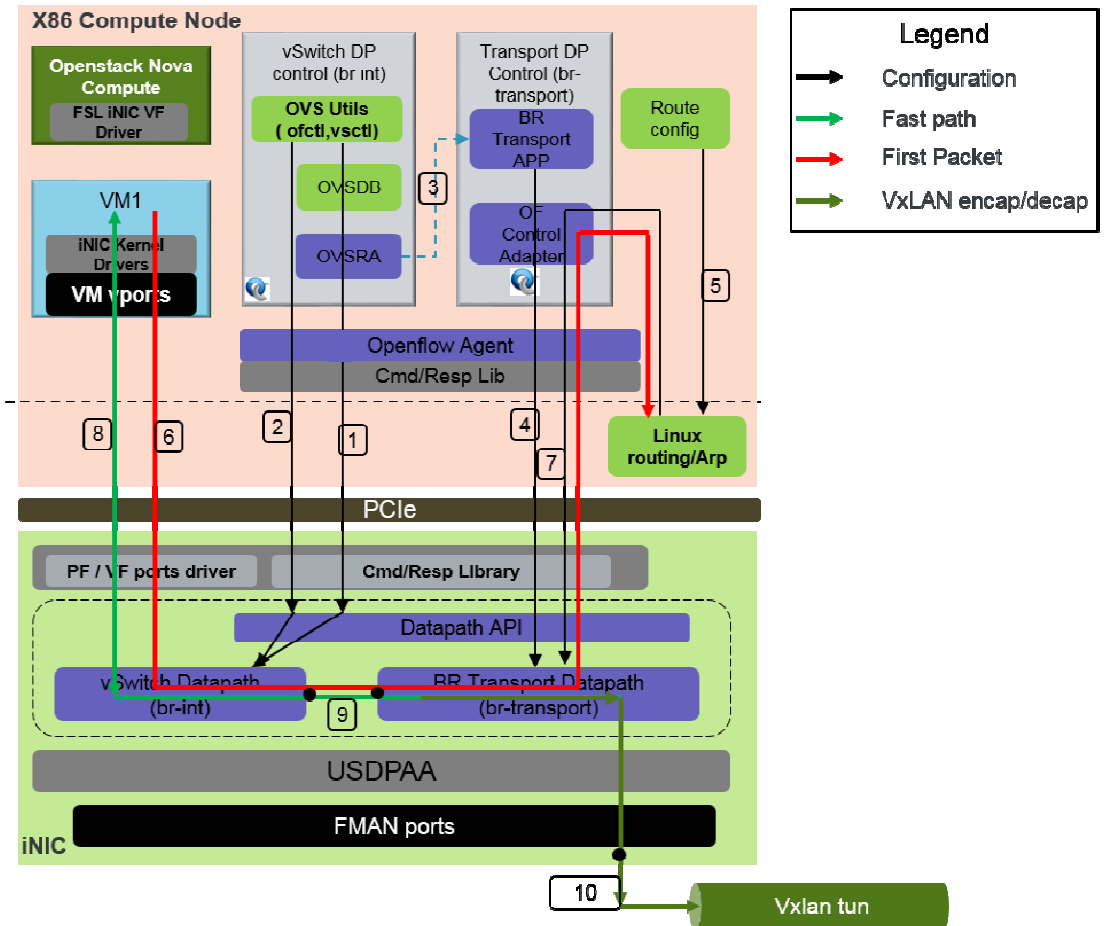 X86 Compute Node
Openstack Nova
Compute
FSL iNIC VF
Driver
vSwitch DP
control (br int)
OVS Utils
( ofctl,vsctl)
OVSDB
OVSRA
Transport DP
Control (br-
transport)
BR
Transport
APP
OF
Control
Adapter
Route
config
Legend
Configuration
Fast path
First Packet
VxLAN encap/decap
VM1
iNIC Kernel
Drivers
VM vports
3
5
Openflow Agent
Cmd/Resp Lib
8
6
2
1
4
7
Linux
routing/Arp
PCIe
PF / VF ports driver
Cmd/Resp Library
Datapath API
vSwitch Datapath
(br-int)
BR Transport Datapath
(br-transport)
9
USDPAA
FMAN ports
iNIC
10
Vxlan tun